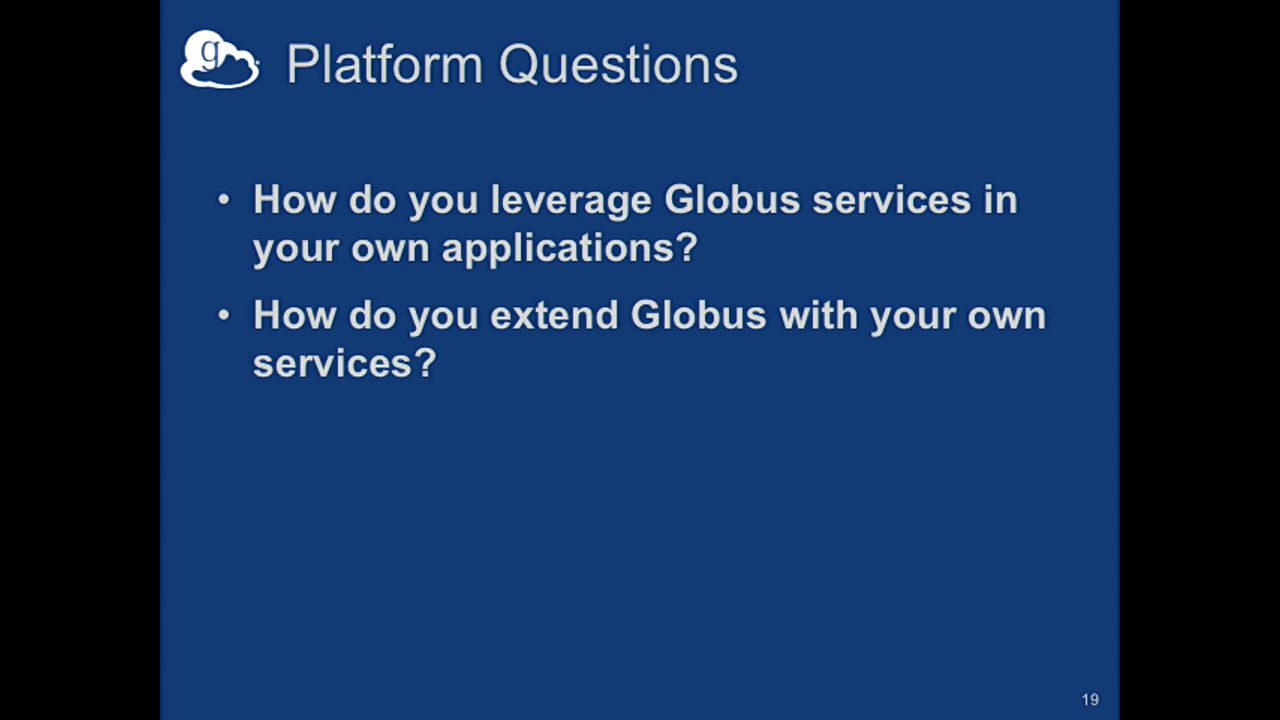 g
Platform Questions
• How do you leverage Globus services in
your own applications?
• How do you extend Globus with your own
services?
19